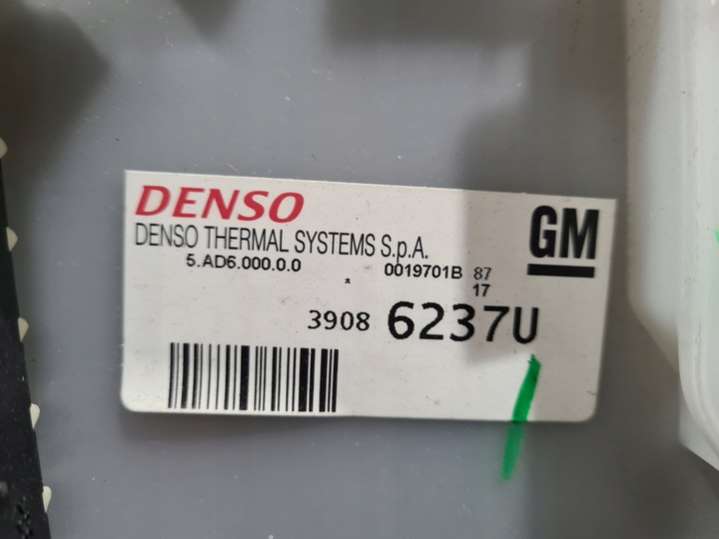 DENSO
GM
DENSO THERMAL SYSTEMS S.p.A.
5.AD6.000.0.0 * 0019701B 87
17
3908 6237U